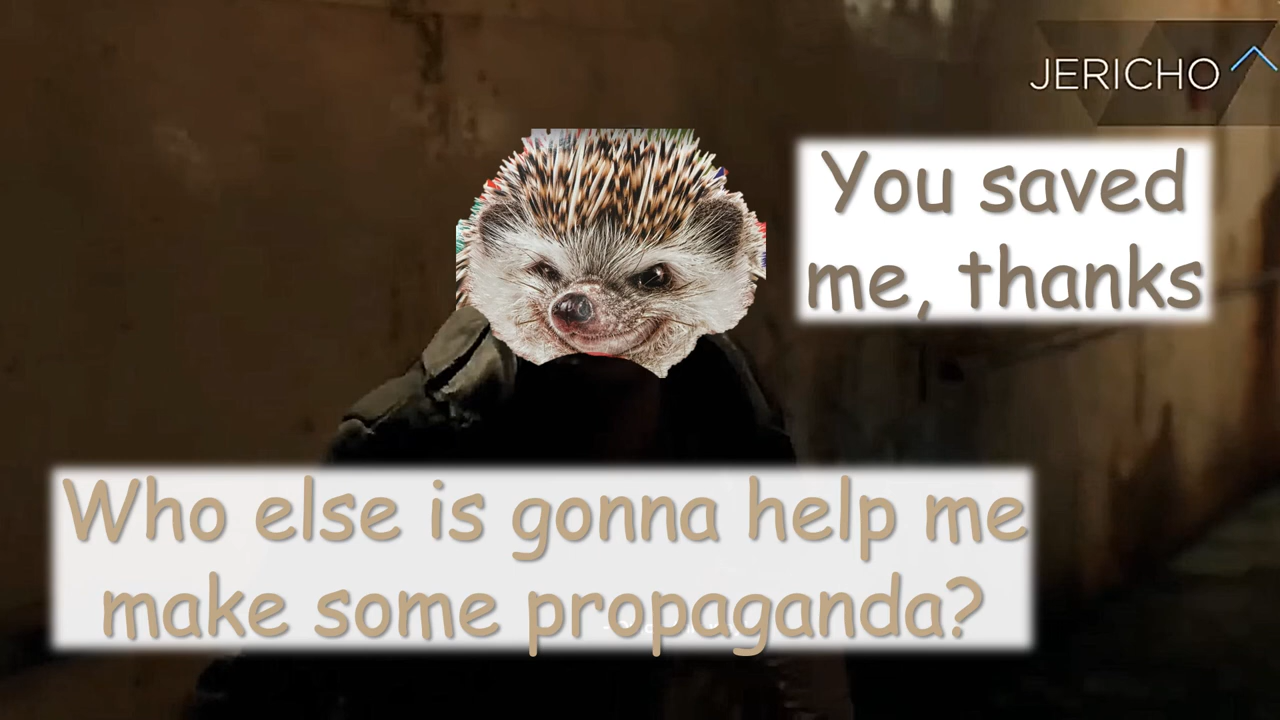 JERICHO
You saved
me, thanks
Who else is gonna help me
make some propaganda?